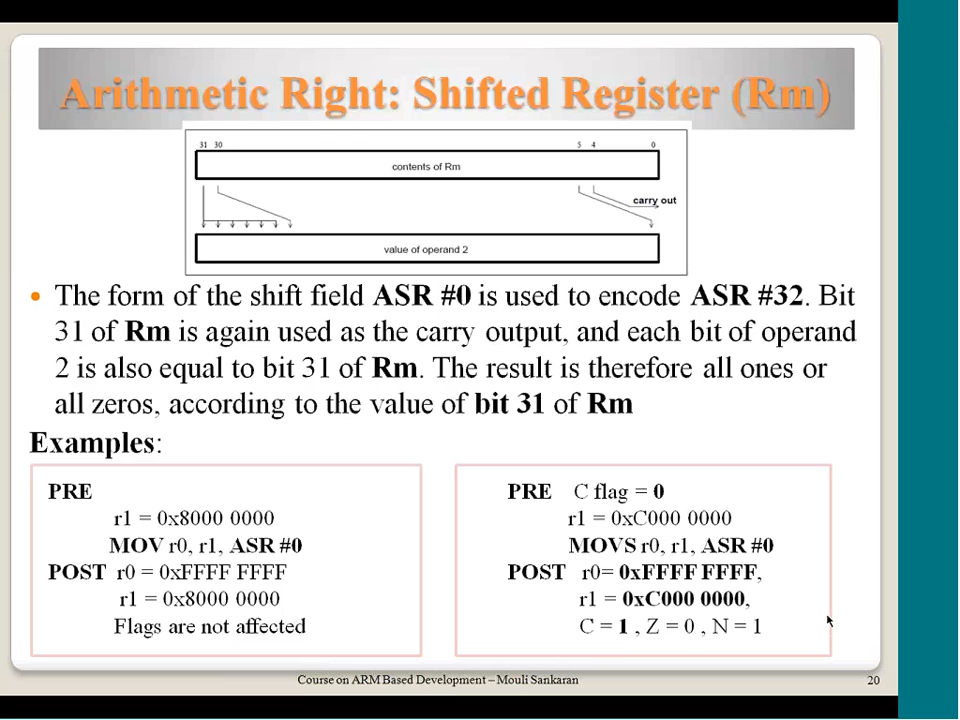 Arithmetic Right: Shifted Register (Rm)
31 30 5 4 0
contents of Rm
carry out
value of operand 2
• The form of the shift field ASR #0 is used to encode ASR #32. Bit
31 of Rm is again used as the carry output, and each bit of operand
2 is also equal to bit 31 of Rm. The result is therefore all ones or
all zeros, according to the value of bit 31 of Rm
Examples:
PRE
r1 = 0x8000 0000
MOV r0, r1, ASR #0
POST r0 = 0xFFFF FFFF
r1 = 0x8000 0000
Flags are not affected
PRE C flag = 0
r1 = 0xC000 0000
MOVS r0, r1, ASR #0
POST r0= 0xFFFF FFFF,
r1 = 0xC000 0000,
C = 1 , Z = 0 , N = 1
Course on ARM Based Development – Mouli Sankaran
20